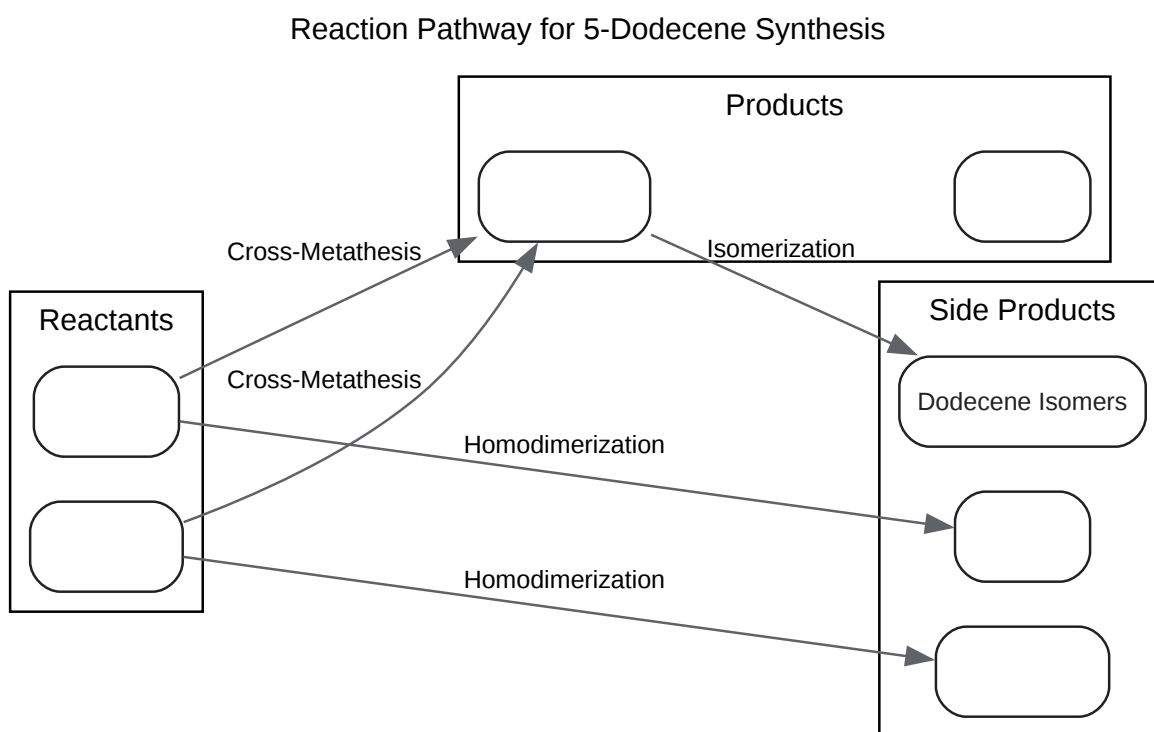 Reaction Pathway for 5-Dodecene Synthesis
Products
Cross-Metathesis
Isomerization
Reactants
Side Products
Cross-Metathesis
Dodecene Isomers
Homodimerization
Homodimerization